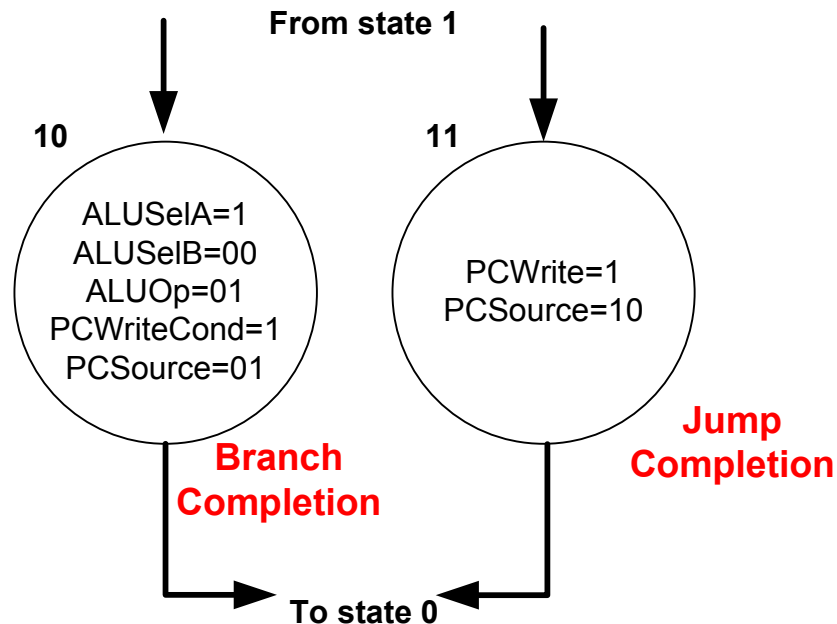 From state 1
10
ALUSelA=1
ALUSelB=00
ALUOp=01
PCWriteCond=1
PCSource=01
Branch
Completion
11
PCWrite=1
PCSource=10
Jump
Completion
To state 0